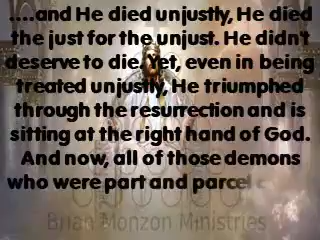 ....and He died unjustly, He died
the just for the unjust. He didn't
deserve to die. Yet, even in being
treated unjustly, He triumphed
through the resurrection and is
sitting at the right hand of God.
And now, all of those demons
who were part and parcel
Brian Monzon Ministries